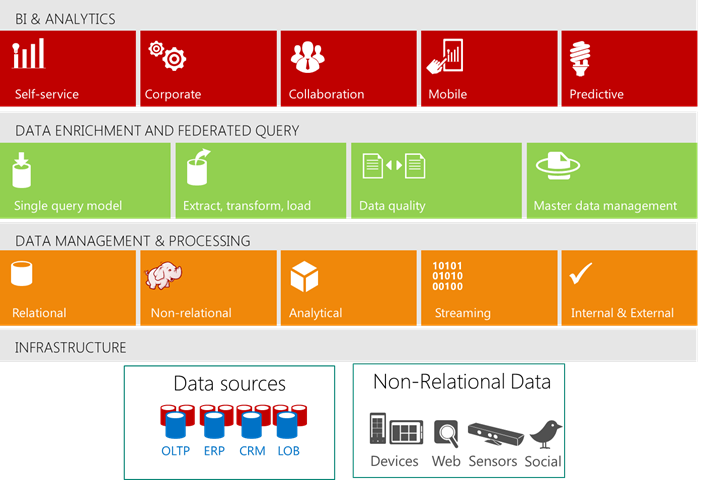 BI & ANALYTICS
Self-service Corporate Collaboration Mobile Predictive
DATA ENRICHMENT AND FEDERATED QUERY
Single query model Extract, transform, load Data quality Master data management
DATA MANAGEMENT & PROCESSING
10101
01010
00100
Relational Non-relational Analytical Streaming Internal & External
INFRASTRUCTURE
Data sources
OLTP ERP CRM LOB
Non-Relational Data
Devices Web Sensors Social